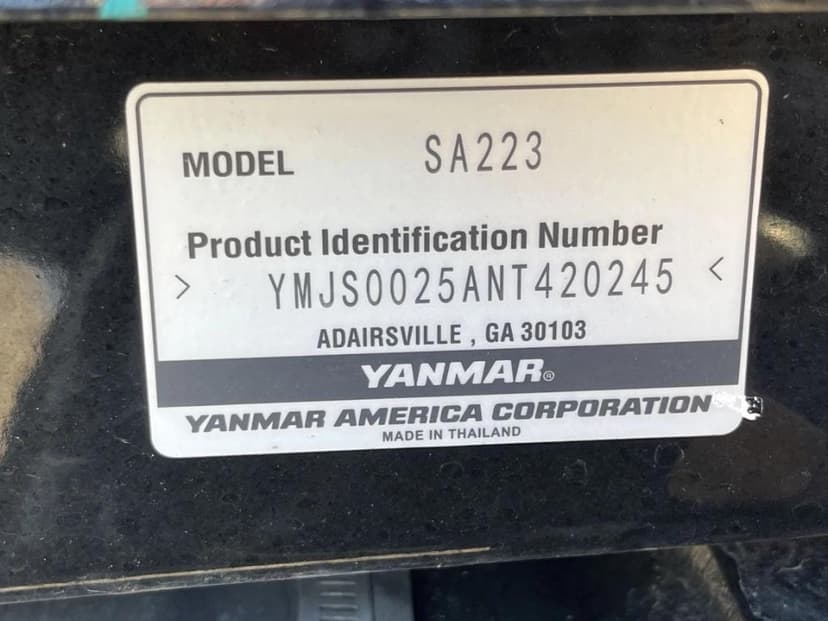 MODEL SA223
Product Identification Number
> YMJS0025ANT420245 <
ADAIRSVILLE , GA 30103
YANMAR®
YANMAR AMERICA CORPORATION
MADE IN THAILAND